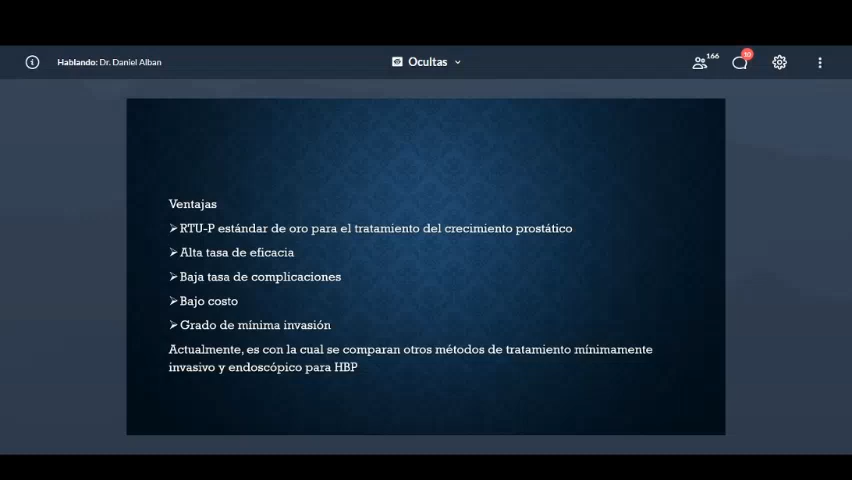 Hablando: Dr. Daniel Alban
Ocultas
166
10
Ventajas
➢RTU-P estándar de oro para el tratamiento del crecimiento prostático
➢Alta tasa de eficacia
➢Baja tasa de complicaciones
➢Bajo costo
➢Grado de mínima invasión
Actualmente, es con la cual se comparan otros métodos de tratamiento mínimamente
invasivo y endoscópico para HBP